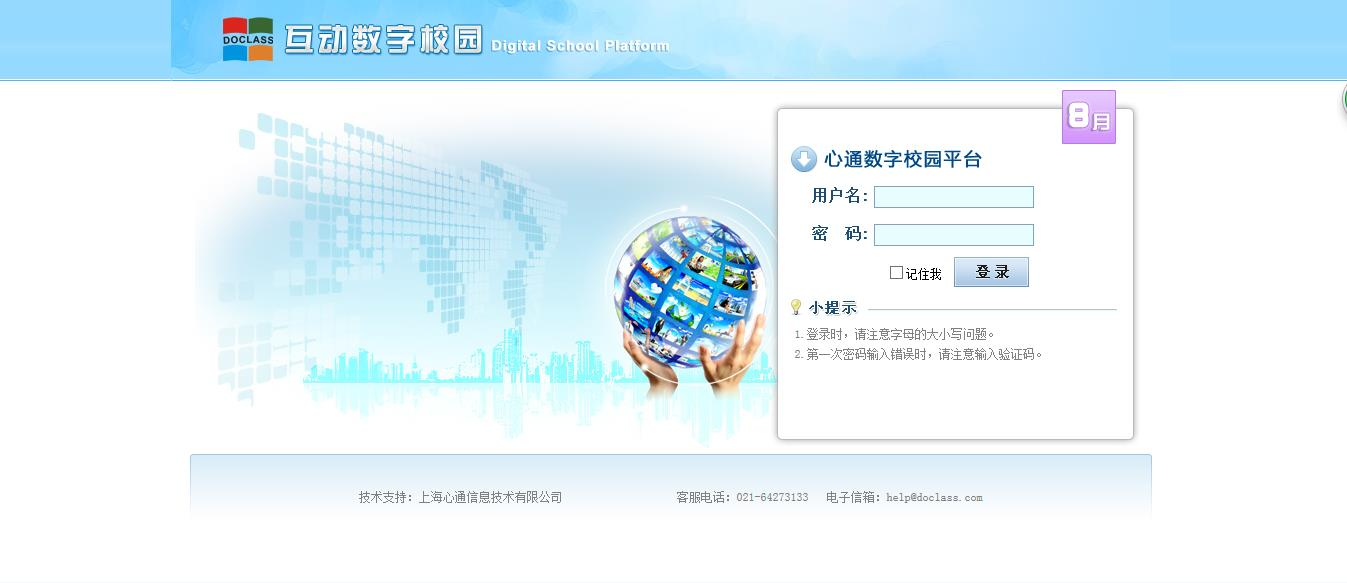 DOCLASS 互动数字校园 Digital School Platform
8月
心通数字校园平台
用户名:
密 码:
记住我 登 录
小提示
1. 登录时，请注意字母的大小写问题。
2. 第一次密码输入错误时，请注意输入验证码。
技术支持：上海心通信息技术有限公司 客服电话：021-64273133 电子信箱：help@doclass.com